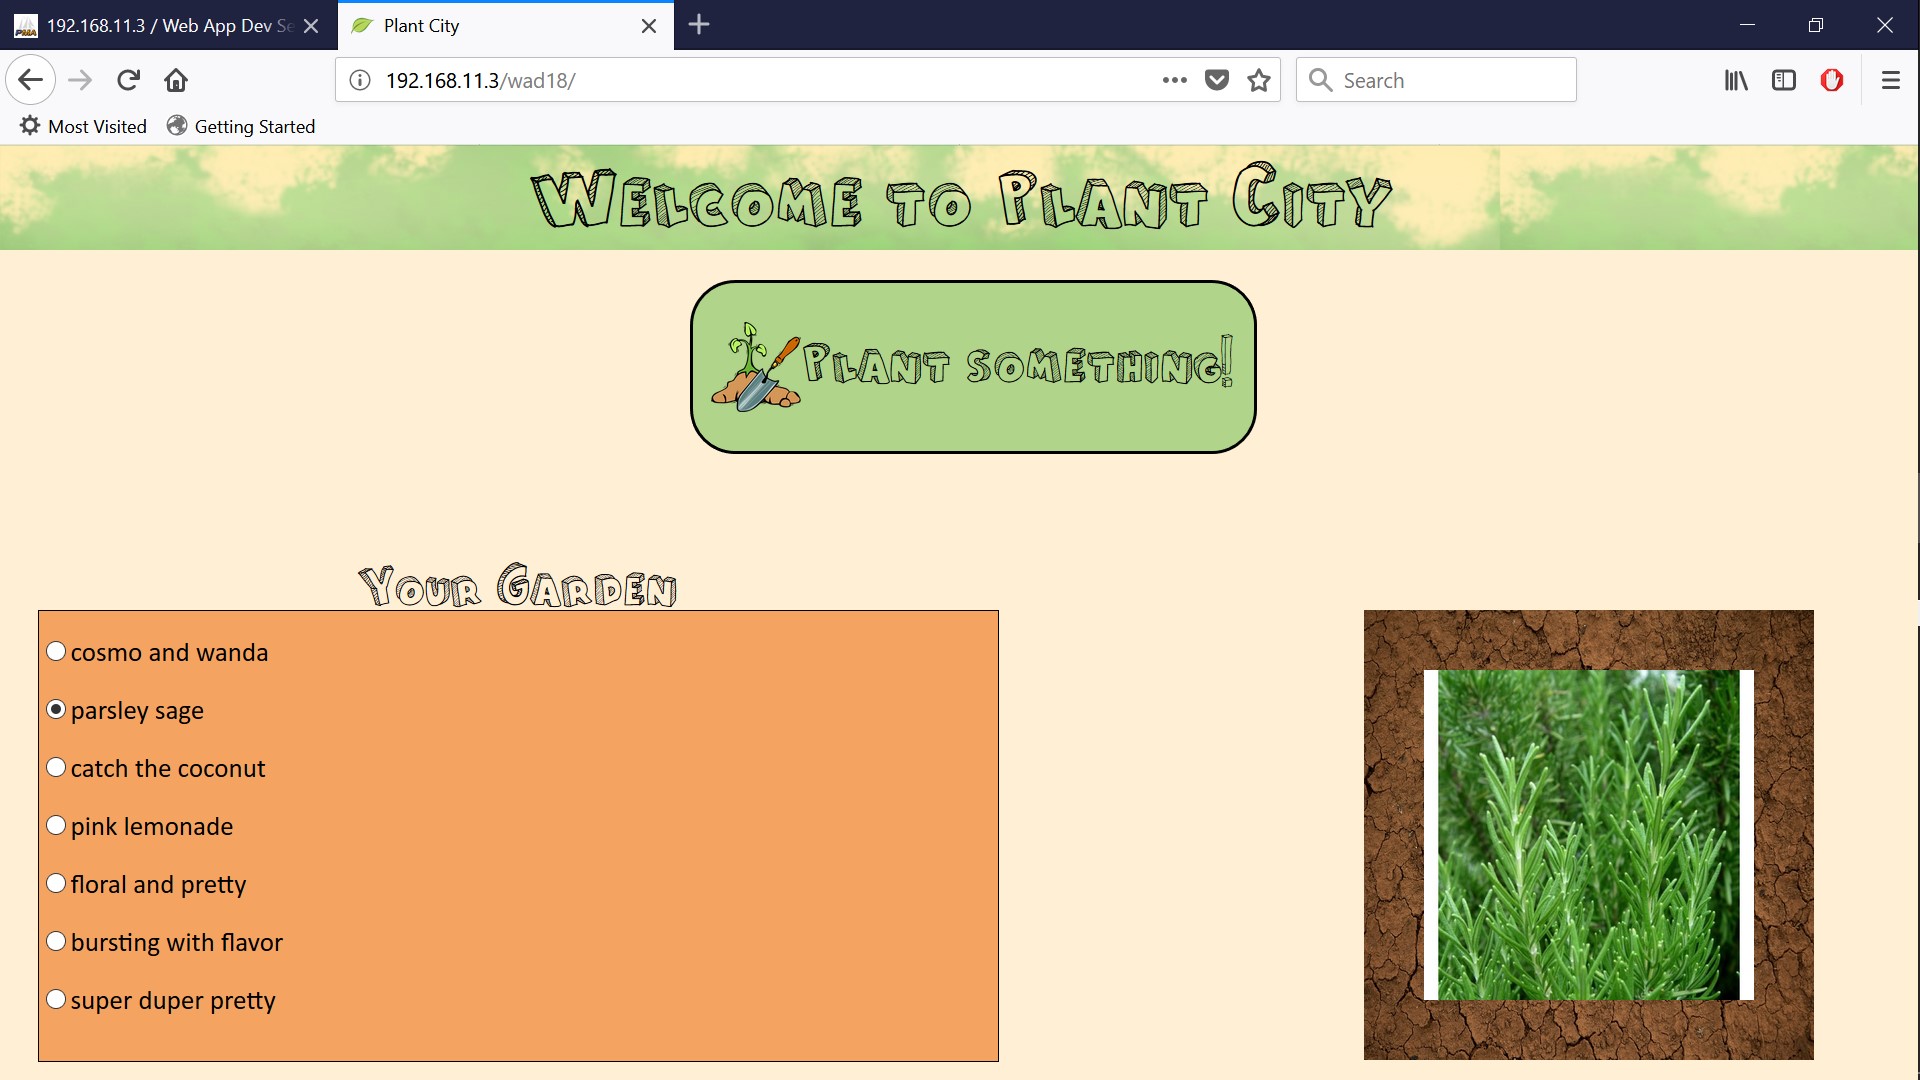 192.168.11.3 / Web App Dev Se
Plant City
192.168.11.3/wad18/
Search
Most Visited
Getting Started
Welcome to Plant City
Plant something!
Your Garden
cosmo and wanda
parsley sage
catch the coconut
pink lemonade
floral and pretty
bursting with flavor
super duper pretty